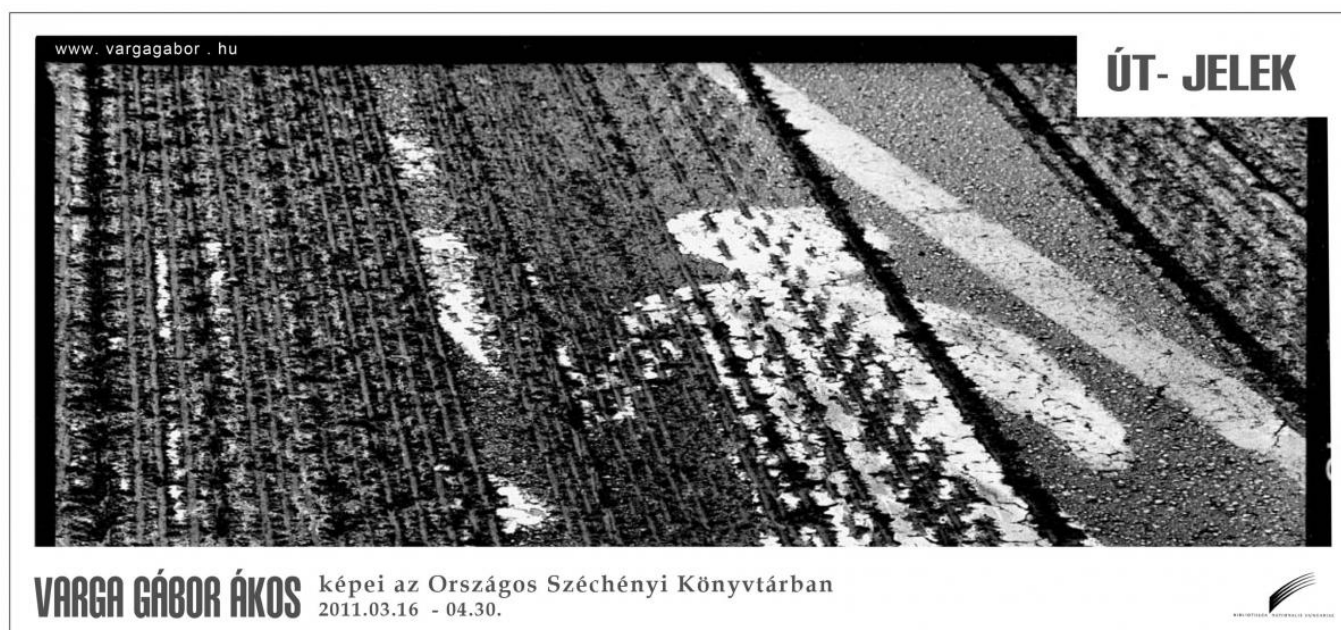 www. vargagabor . hu
ÚT- JELEK
VARGA GÁBOR ÁKOS
képei az Országos Széchényi Könyvtárban
2011.03.16 - 04.30.